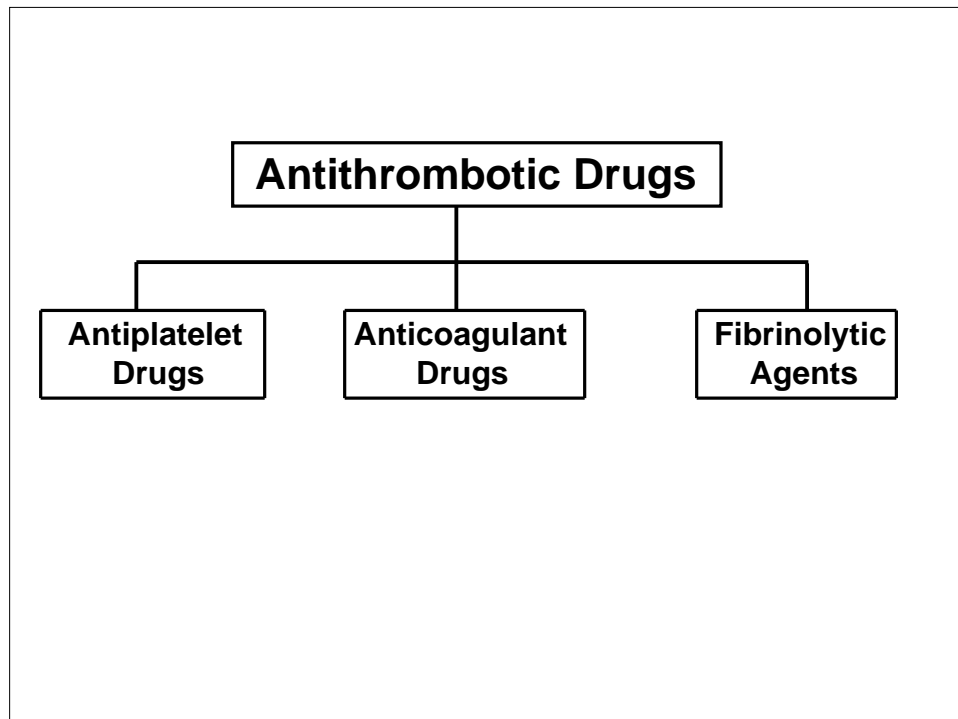 Antithrombotic Drugs
Antiplatelet
Drugs
Anticoagulant
Drugs
Fibrinolytic
Agents